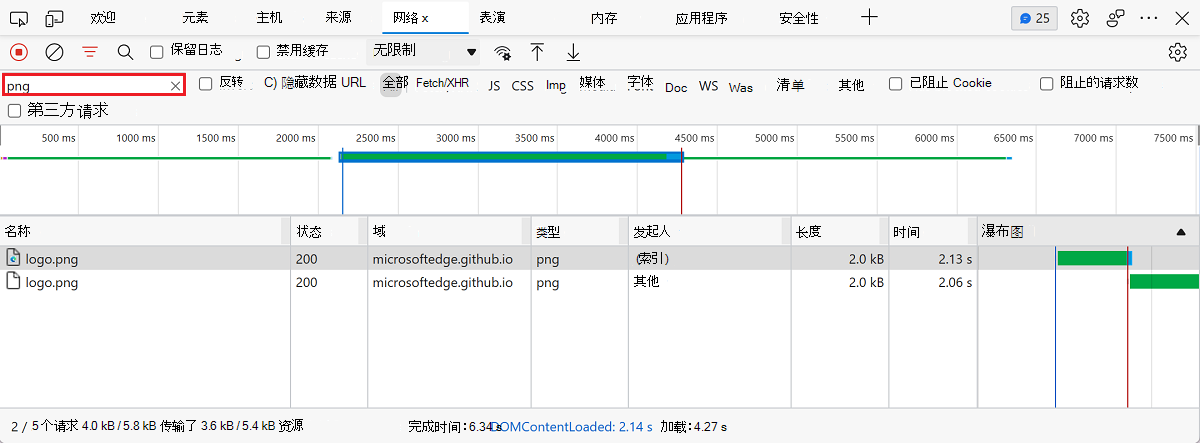 欢迎 元素 主机 来源 网络 x 表演 内存 应用程序 安全性 25
保留日志 禁用缓存 无限制
png 反转 C) 隐藏数据 URL 全部 Fetch/XHR JS CSS Img 媒体 字体 Doc WS Was 清单 其他 已阻止 Cookie 阻止的请求数
第三方请求
500 ms 1000 ms 1500 ms 2000 ms 2500 ms 3000 ms 3500 ms 4000 ms 4500 ms 5000 ms 5500 ms 6000 ms 6500 ms 7000 ms 7500 ms
名称 状态 域 类型 发起人 长度 时间 瀑布图
logo.png 200 microsoftedge.github.io png (索引) 2.0 kB 2.13 s
logo.png 200 microsoftedge.github.io png 其他 2.0 kB 2.06 s
2 / 5个请求 4.0 kB / 5.8 kB 传输了 3.6 kB / 5.4 kB 资源 完成时间：6.34 s DOMContentLoaded: 2.14 s 加载：4.27 s